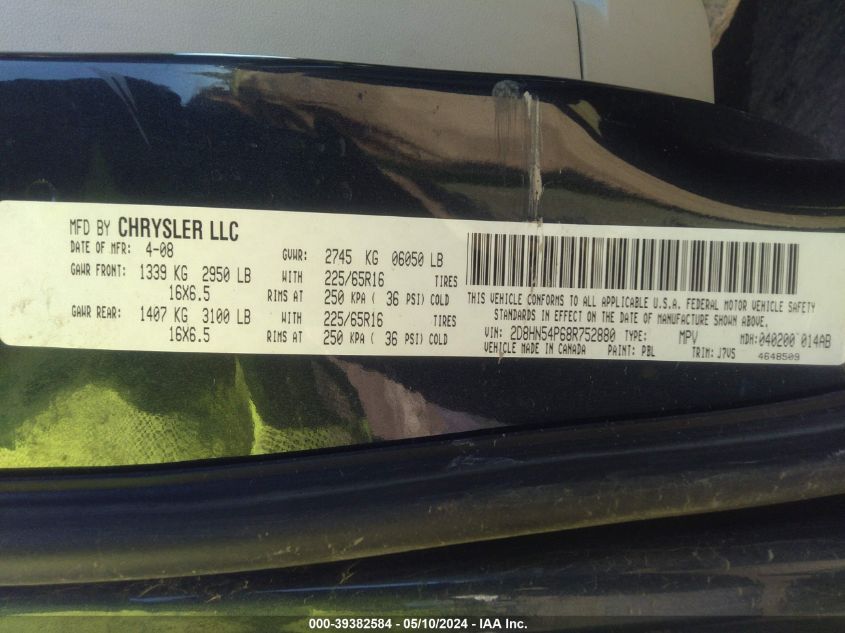 MFD BY CHRYSLER LLC
DATE OF MFR: 4-08 GVWR: 2745 KG 06050 LB
GAWR FRONT: 1339 KG 2950 LB WITH 225/65R16 TIRES
16X6.5 RIMS AT 250 KPA ( 36 PSI) COLD
GAWR REAR: 1407 KG 3100 LB WITH 225/65R16 TIRES
16X6.5 RIMS AT 250 KPA ( 36 PSI) COLD
THIS VEHICLE CONFORMS TO ALL APPLICABLE U.S.A. FEDERAL MOTOR VEHICLE SAFETY
STANDARDS IN EFFECT ON THE DATE OF MANUFACTURE SHOWN ABOVE.
VIN: 2D8HN54P68R752880 TYPE: MPV MDH: 040200 014AB
VEHICLE MADE IN CANADA PAINT: PBL TRIM: J7VS 4648509
000-39382584 - 05/10/2024 - IAA Inc.